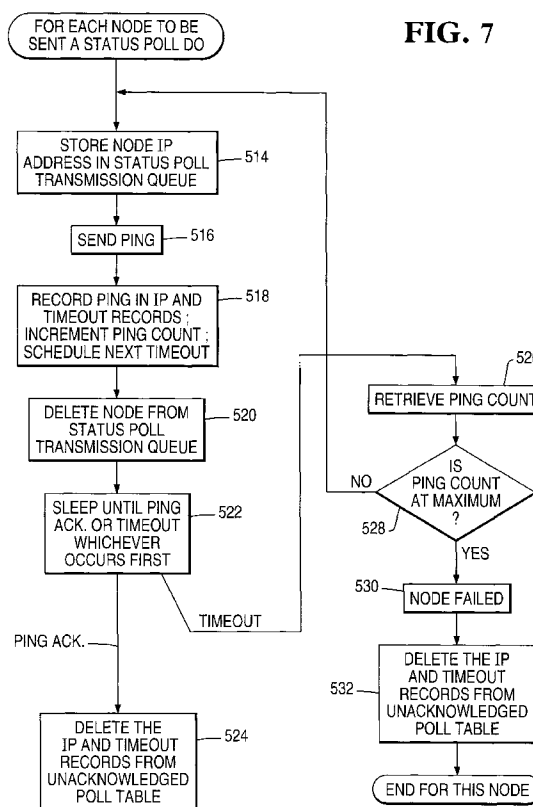 FIG. 7
FOR EACH NODE TO BE
SENT A STATUS POLL DO
STORE NODE IP
ADDRESS IN STATUS POLL
TRANSMISSION QUEUE
514
SEND PING
516
RECORD PING IN IP AND
TIMEOUT RECORDS ;
INCREMENT PING COUNT ;
SCHEDULE NEXT TIMEOUT
518
DELETE NODE FROM
STATUS POLL
TRANSMISSION QUEUE
520
SLEEP UNTIL PING
ACK. OR TIMEOUT
WHICHEVER
OCCURS FIRST
522
TIMEOUT
PING ACK.
DELETE THE
IP AND TIMEOUT
RECORDS FROM
UNACKNOWLEDGED
POLL TABLE
524
RETRIEVE PING COUNT
IS
PING COUNT
AT MAXIMUM
?
528
NO
YES
530
NODE FAILED
532
DELETE THE IP
AND TIMEOUT
RECORDS FROM
UNACKNOWLEDGED
POLL TABLE
END FOR THIS NODE